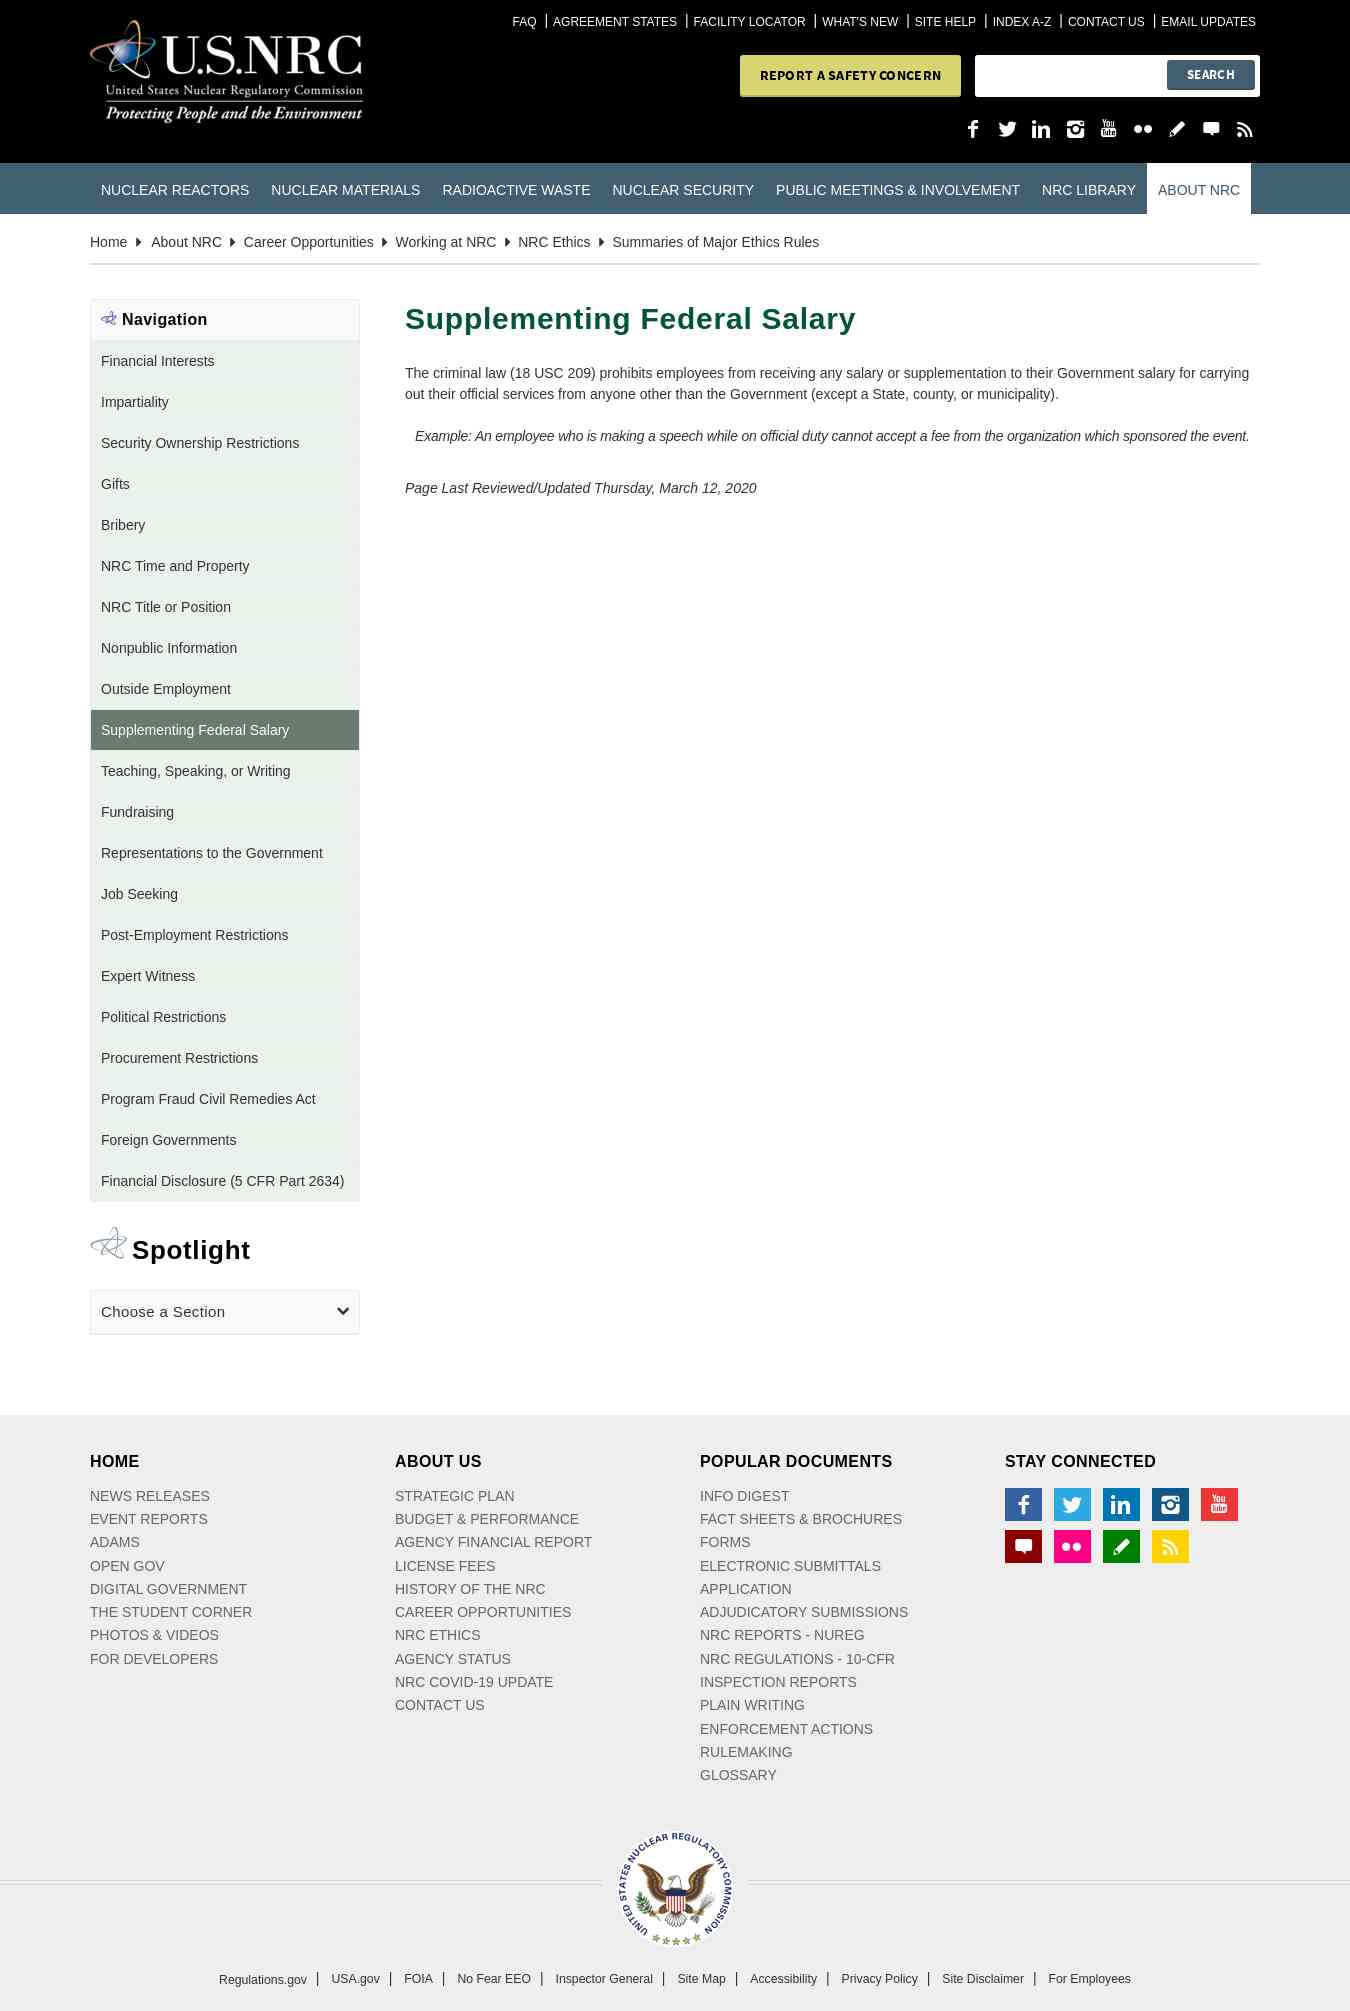 FAQ | AGREEMENT STATES | FACILITY LOCATOR | WHAT'S NEW | SITE HELP | INDEX A-Z | CONTACT US | EMAIL UPDATES
U.S.NRC
United States Nuclear Regulatory Commission
Protecting People and the Environment
REPORT A SAFETY CONCERN
SEARCH
You Tube
NUCLEAR REACTORS NUCLEAR MATERIALS RADIOACTIVE WASTE NUCLEAR SECURITY PUBLIC MEETINGS & INVOLVEMENT NRC LIBRARY ABOUT NRC
Home About NRC Career Opportunities Working at NRC NRC Ethics Summaries of Major Ethics Rules
Navigation
Financial Interests
Impartiality
Security Ownership Restrictions
Gifts
Bribery
NRC Time and Property
NRC Title or Position
Nonpublic Information
Outside Employment
Supplementing Federal Salary
Teaching, Speaking, or Writing
Fundraising
Representations to the Government
Job Seeking
Post-Employment Restrictions
Expert Witness
Political Restrictions
Procurement Restrictions
Program Fraud Civil Remedies Act
Foreign Governments
Financial Disclosure (5 CFR Part 2634)
Spotlight
Choose a Section
Supplementing Federal Salary
The criminal law (18 USC 209) prohibits employees from receiving any salary or supplementation to their Government salary for carrying
out their official services from anyone other than the Government (except a State, county, or municipality).
Example: An employee who is making a speech while on official duty cannot accept a fee from the organization which sponsored the event.
Page Last Reviewed/Updated Thursday, March 12, 2020
HOME
NEWS RELEASES
EVENT REPORTS
ADAMS
OPEN GOV
DIGITAL GOVERNMENT
THE STUDENT CORNER
PHOTOS & VIDEOS
FOR DEVELOPERS
ABOUT US
STRATEGIC PLAN
BUDGET & PERFORMANCE
AGENCY FINANCIAL REPORT
LICENSE FEES
HISTORY OF THE NRC
CAREER OPPORTUNITIES
NRC ETHICS
AGENCY STATUS
NRC COVID-19 UPDATE
CONTACT US
POPULAR DOCUMENTS
INFO DIGEST
FACT SHEETS & BROCHURES
FORMS
ELECTRONIC SUBMITTALS
APPLICATION
ADJUDICATORY SUBMISSIONS
NRC REPORTS - NUREG
NRC REGULATIONS - 10-CFR
INSPECTION REPORTS
PLAIN WRITING
ENFORCEMENT ACTIONS
RULEMAKING
GLOSSARY
STAY CONNECTED
You Tube
UNITED STATES NUCLEAR REGULATORY COMMISSION
Regulations.gov | USA.gov | FOIA | No Fear EEO | Inspector General | Site Map | Accessibility | Privacy Policy | Site Disclaimer | For Employees